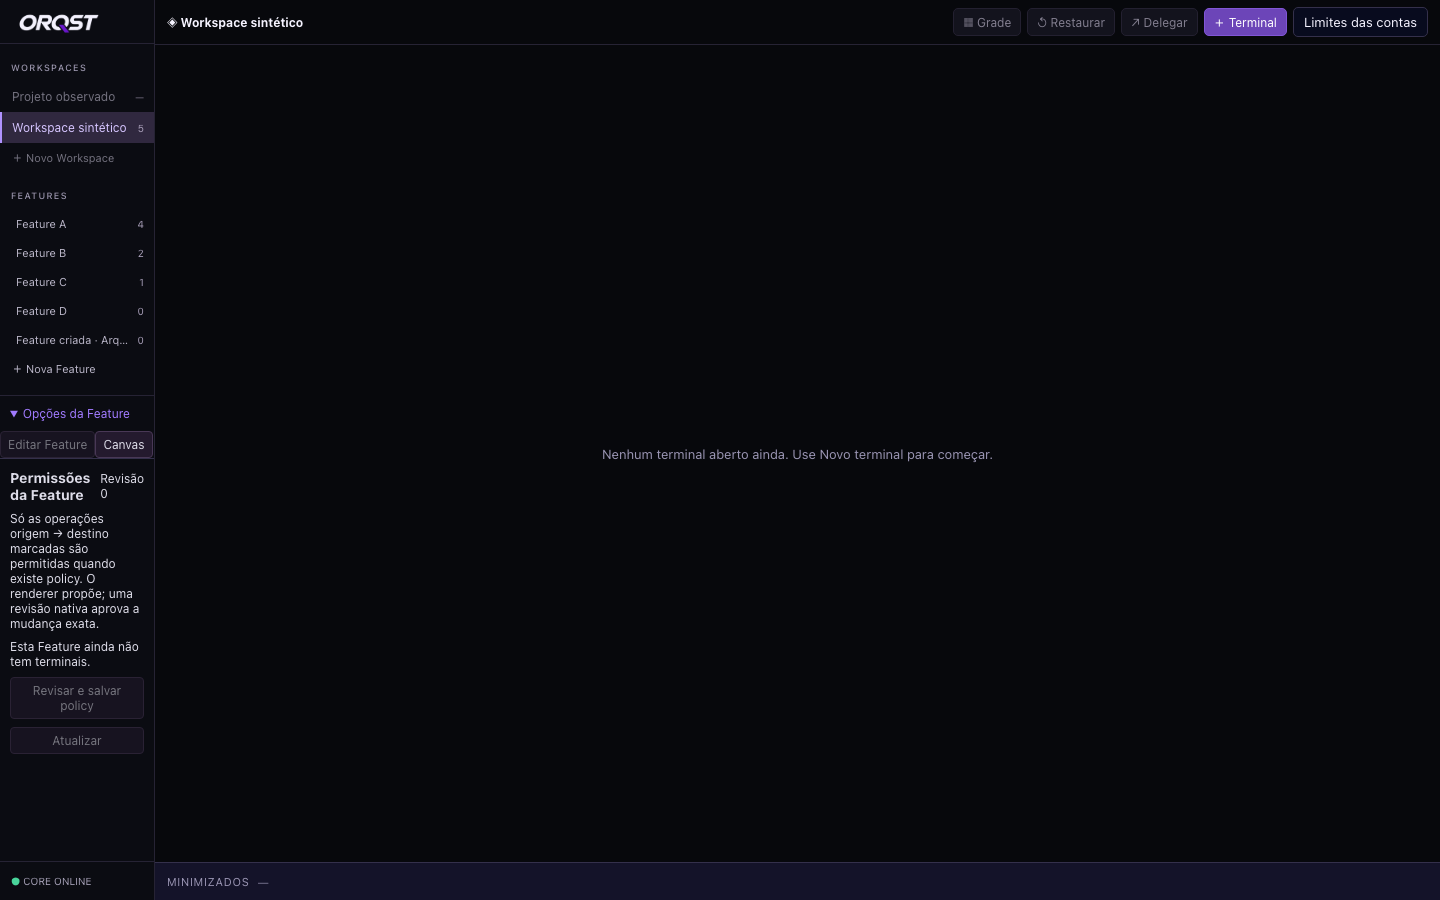 ORQST
WORKSPACES
Projeto observado —
Workspace sintético 5
+ Novo Workspace
FEATURES
Feature A 4
Feature B 2
Feature C 1
Feature D 0
Feature criada · Arq... 0
+ Nova Feature
▼ Opções da Feature
Editar Feature Canvas
Permissões da Feature
Revisão 0
Só as operações
origem → destino
marcadas são
permitidas quando
existe policy. O
renderer propõe; uma
revisão nativa aprova a
mudança exata.
Esta Feature ainda não
tem terminais.
Revisar e salvar
policy
Atualizar
CORE ONLINE
◈ Workspace sintético
▦ Grade
↺ Restaurar
↗ Delegar
+ Terminal
Limites das contas
Nenhum terminal aberto ainda. Use Novo terminal para começar.
MINIMIZADOS —